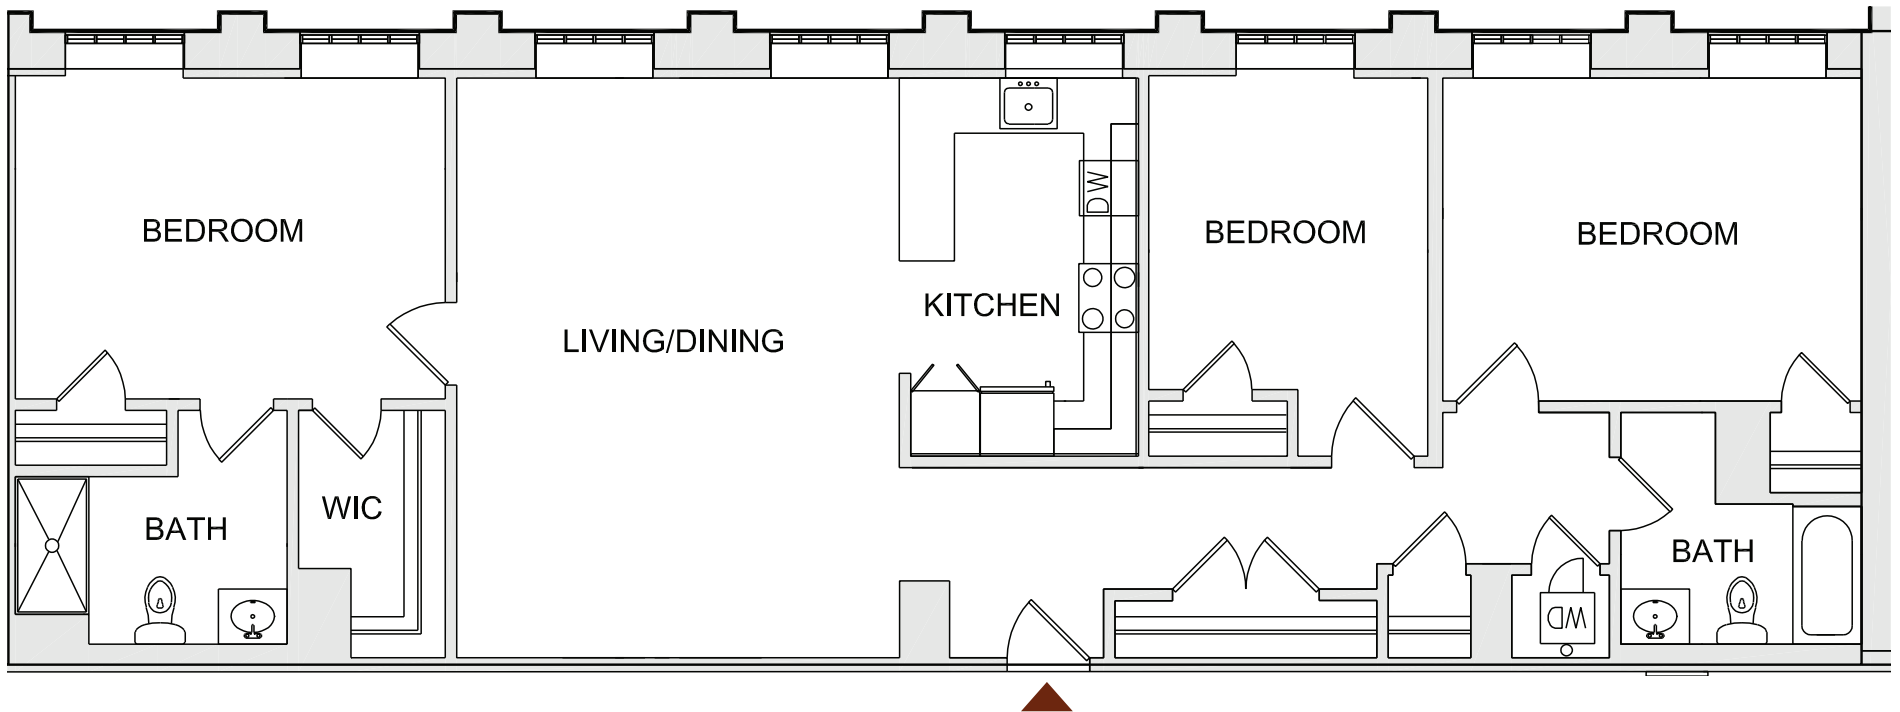 BEDROOM
LIVING/DINING
KITCHEN
DW
BEDROOM
BEDROOM
WIC
BATH
BATH
WD